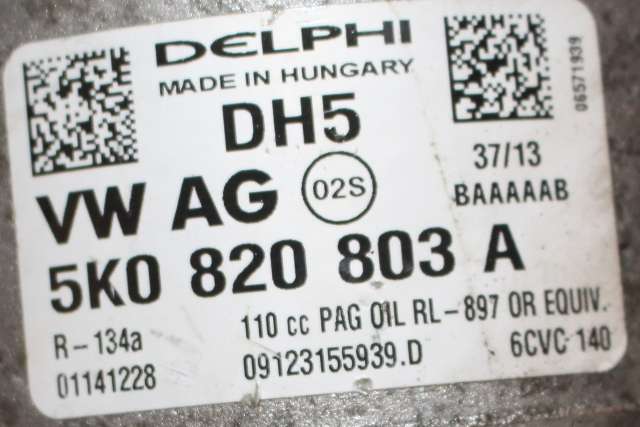 DELPHI
MADE IN HUNGARY
DH5
06571939
37/13
BAAAAAB
VW AG 02S
5K0 820 803 A
R-134a
110 cc PAG OIL RL-897 OR EQUIV.
01141228
09123155939.D
6CVC 140